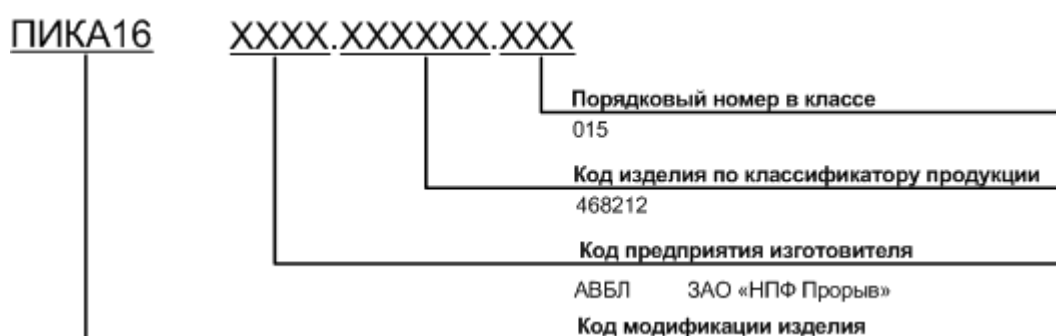 ПИКА16 XXXX.XXXXXX.XXX
Порядковый номер в классе
015
Код изделия по классификатору продукции
468212
Код предприятия изготовителя
АВБЛ ЗАО «НПФ Прорыв»
Код модификации изделия